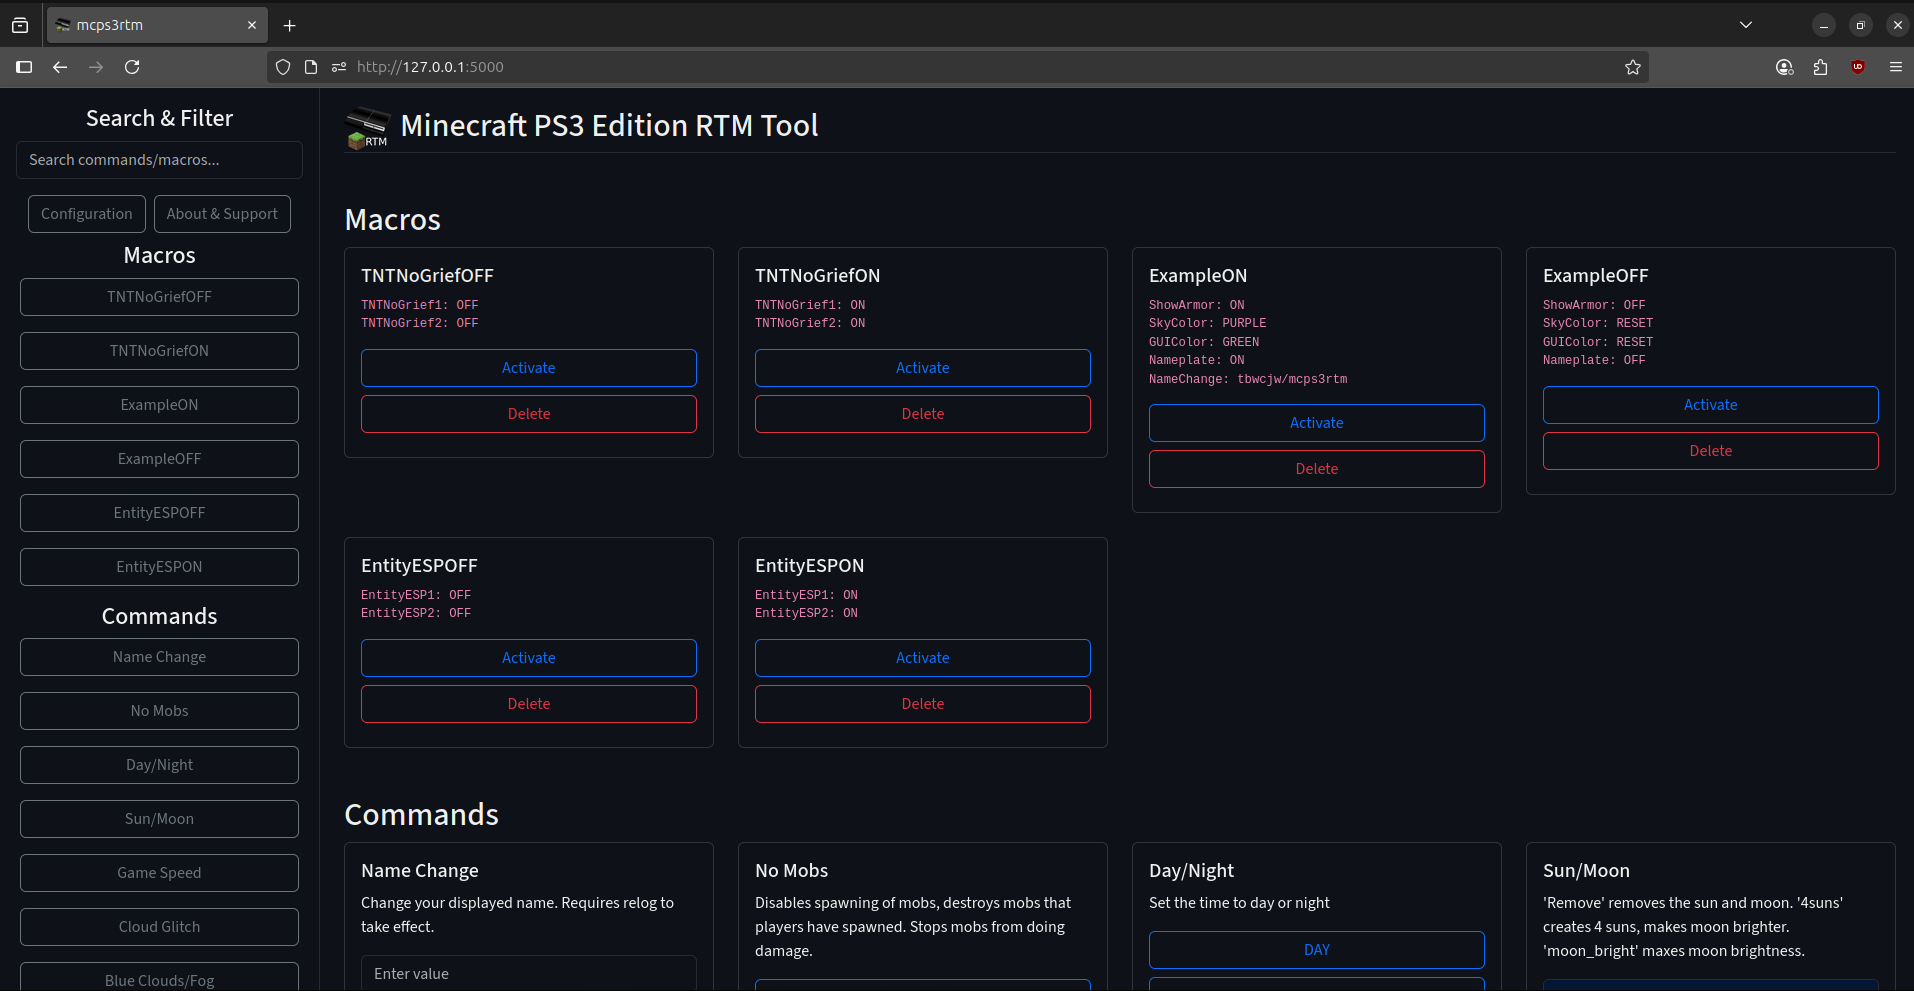 mcps3rtm
http://127.0.0.1:5000
Search & Filter
Search commands/macros...
Configuration
About & Support
Macros
TNTNoGriefOFF
TNTNoGriefON
ExampleON
ExampleOFF
EntityESPOFF
EntityESPON
Commands
Name Change
No Mobs
Day/Night
Sun/Moon
Game Speed
Cloud Glitch
Blue Clouds/Fog
RTM
Minecraft PS3 Edition RTM Tool
Macros
TNTNoGriefOFF
TNTNoGrief1: OFF
TNTNoGrief2: OFF
Activate
Delete
TNTNoGriefON
TNTNoGrief1: ON
TNTNoGrief2: ON
Activate
Delete
ExampleON
ShowArmor: ON
SkyColor: PURPLE
GUIColor: GREEN
Nameplate: ON
NameChange: tbwcjw/mcps3rtm
Activate
Delete
ExampleOFF
ShowArmor: OFF
SkyColor: RESET
GUIColor: RESET
Nameplate: OFF
Activate
Delete
EntityESPOFF
EntityESP1: OFF
EntityESP2: OFF
Activate
Delete
EntityESPON
EntityESP1: ON
EntityESP2: ON
Activate
Delete
Commands
Name Change
Change your displayed name. Requires relog to
take effect.
Enter value
No Mobs
Disables spawning of mobs, destroys mobs that
players have spawned. Stops mobs from doing
damage.
Day/Night
Set the time to day or night
DAY
Sun/Moon
'Remove' removes the sun and moon. '4suns'
creates 4 suns, makes moon brighter.
'moon_bright' maxes moon brightness.